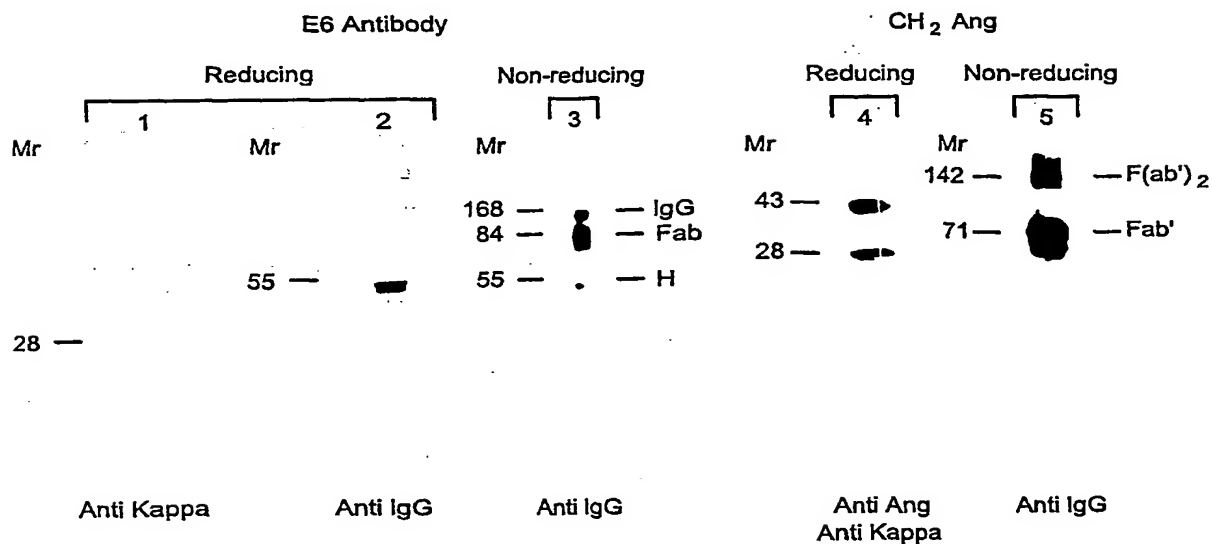 E6 Antibody
CH₂ Ang
Reducing
Non-reducing
Reducing
Non-reducing
1
2
3
4
5
Mr
Mr
Mr
Mr
Mr
142
F(ab')₂
168
IgG
43
84
Fab
71
Fab'
28
55
55
H
28
Anti Kappa
Anti IgG
Anti IgG
Anti Ang
Anti Kappa
Anti IgG